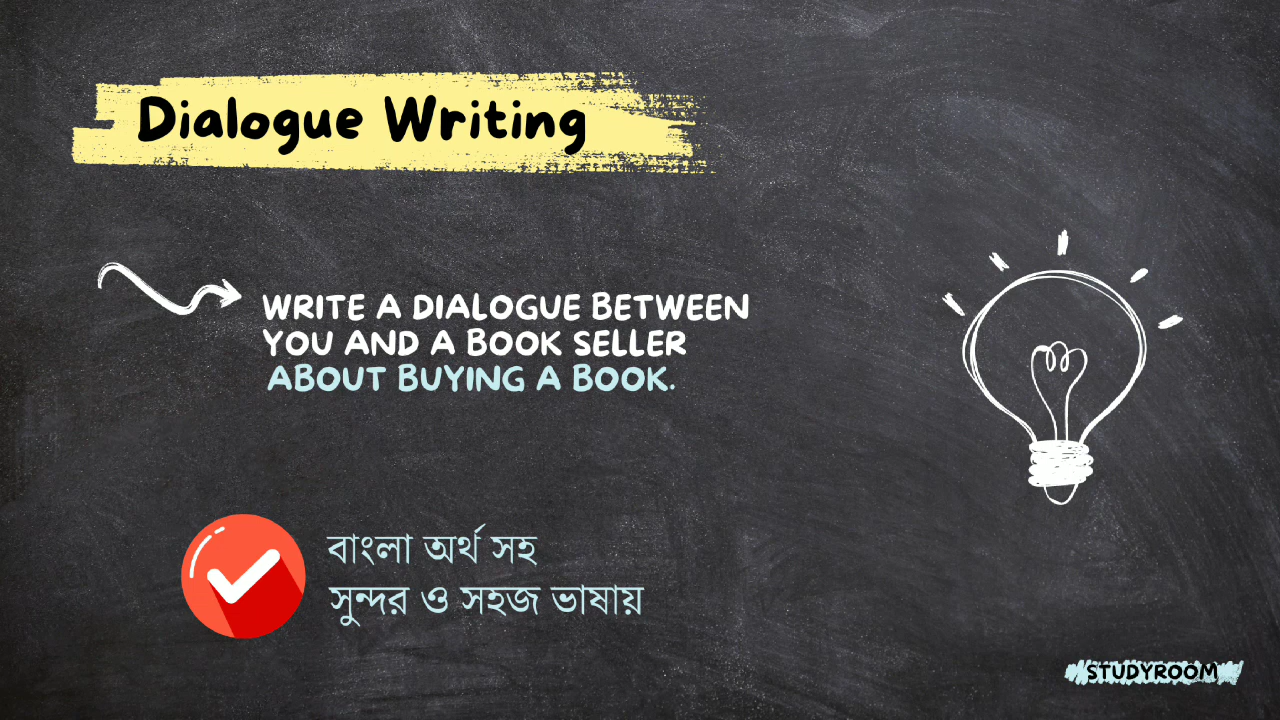 Dialogue Writing
WRITE A DIALOGUE BETWEEN
YOU AND A BOOK SELLER
ABOUT BUYING A BOOK.
বাংলা অর্থ সহ
সুন্দর ও সহজ ভাষায়
STUDYROOM